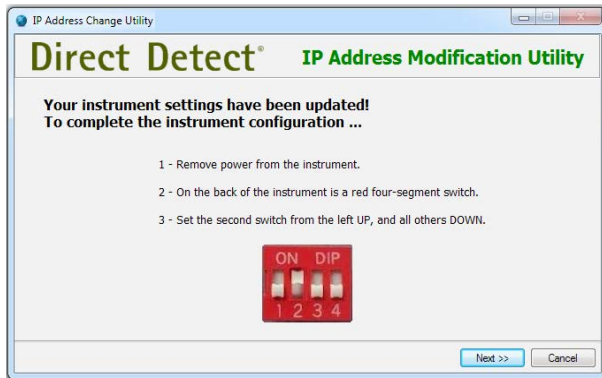 IP Address Change Utility
Direct Detect® IP Address Modification Utility
Your instrument settings have been updated!
To complete the instrument configuration ...
1 - Remove power from the instrument.
2 - On the back of the instrument is a red four-segment switch.
3 - Set the second switch from the left UP, and all others DOWN.
ON DIP
1 2 3 4
Next >> Cancel